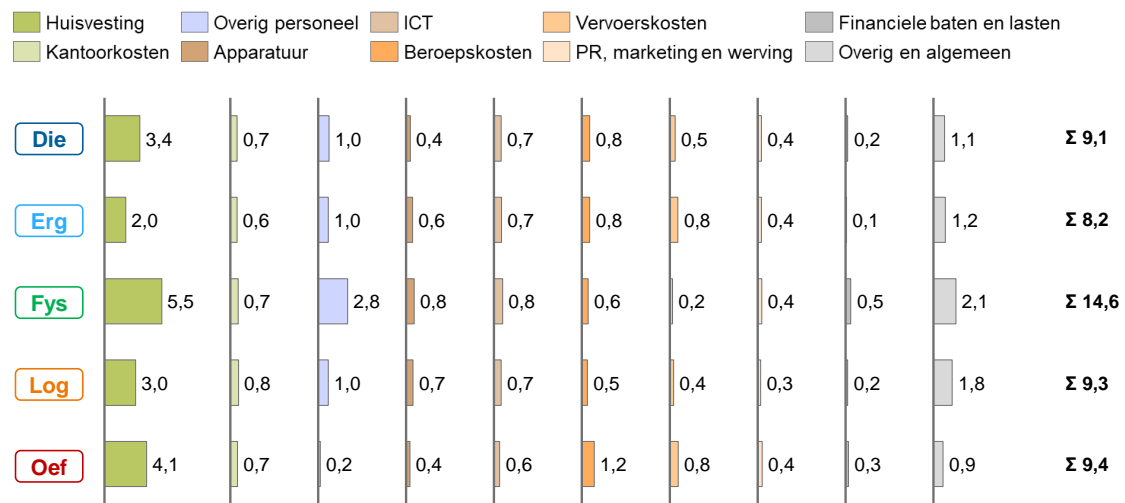 Huisvesting Overig personeel ICT Vervoerskosten Financiele baten en lasten
Kantoorkosten Apparatuur Beroepskosten PR, marketing en werving Overig en algemeen
Die 3,4 0,7 1,0 0,4 0,7 0,8 0,5 0,4 0,2 1,1 Σ 9,1
Erg 2,0 0,6 1,0 0,6 0,7 0,8 0,8 0,4 0,1 1,2 Σ 8,2
Fys 5,5 0,7 2,8 0,8 0,8 0,6 0,2 0,4 0,5 2,1 Σ 14,6
Log 3,0 0,8 1,0 0,7 0,7 0,5 0,4 0,3 0,2 1,8 Σ 9,3
Oef 4,1 0,7 0,2 0,4 0,6 1,2 0,8 0,4 0,3 0,9 Σ 9,4